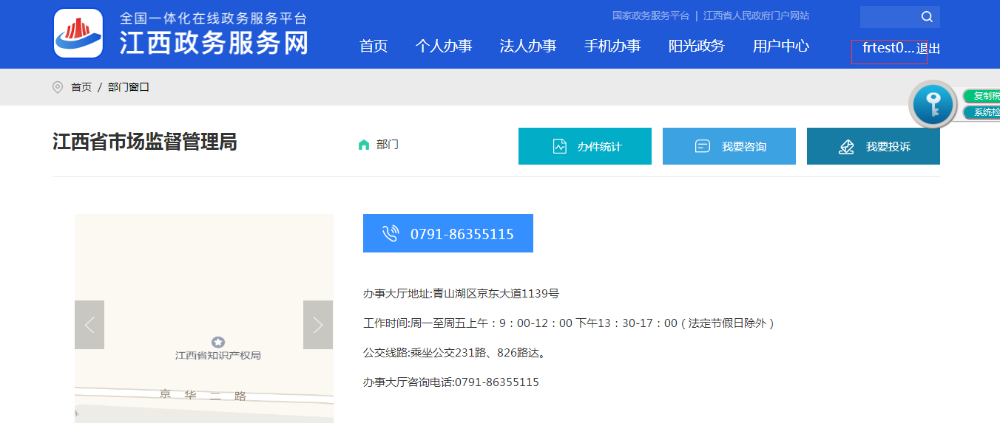 全国一体化在线政务服务平台
江西政务服务网
国家政务服务平台 | 江西省人民政府门户网站
首页 个人办事 法人办事 手机办事 阳光政务 用户中心
frtest0... 退出
首页 / 部门窗口
复制税
系统检
江西省市场监督管理局
部门
办件统计
我要咨询
我要投诉
0791-86355115
办事大厅地址:青山湖区京东大道1139号
工作时间:周一至周五上午：9：00-12：00 下午13：30-17：00（法定节假日除外）
公交线路:乘坐公交231路、826路达。
办事大厅咨询电话:0791-86355115
江西省知识产权局
京华二路
东